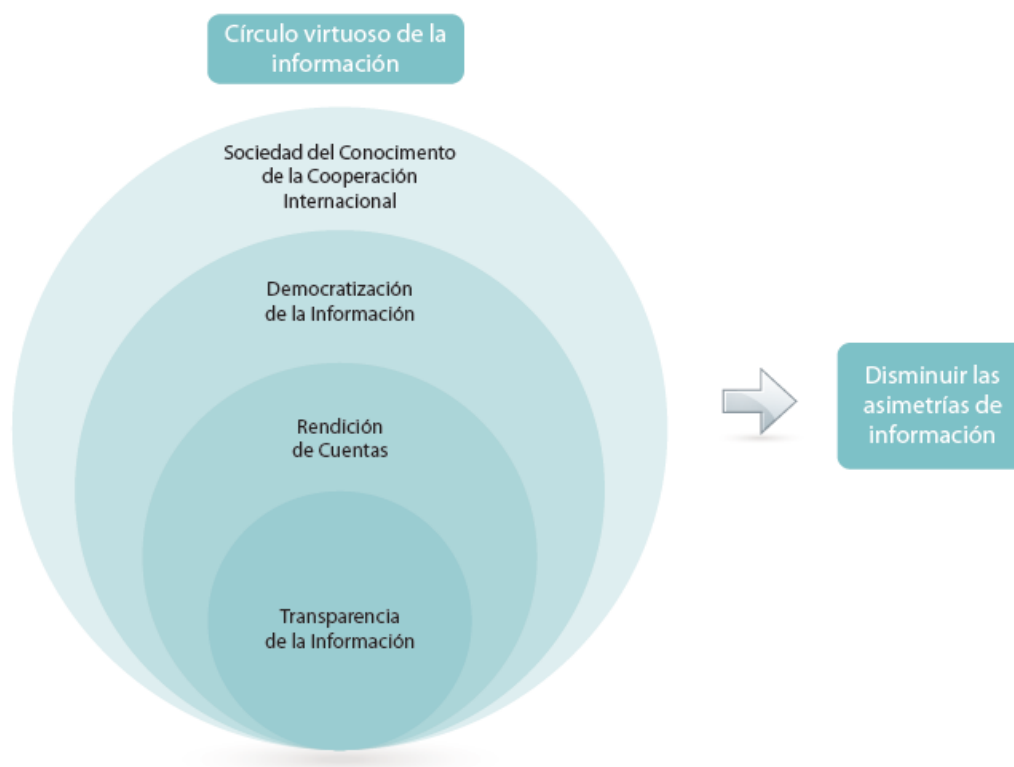 Círculo virtuoso de la
información
Sociedad del Conocimento
de la Cooperación
Internacional
Democratización
de la Información
Rendición
de Cuentas
Transparencia
de la Información
Disminuir las
asimetrías de
información